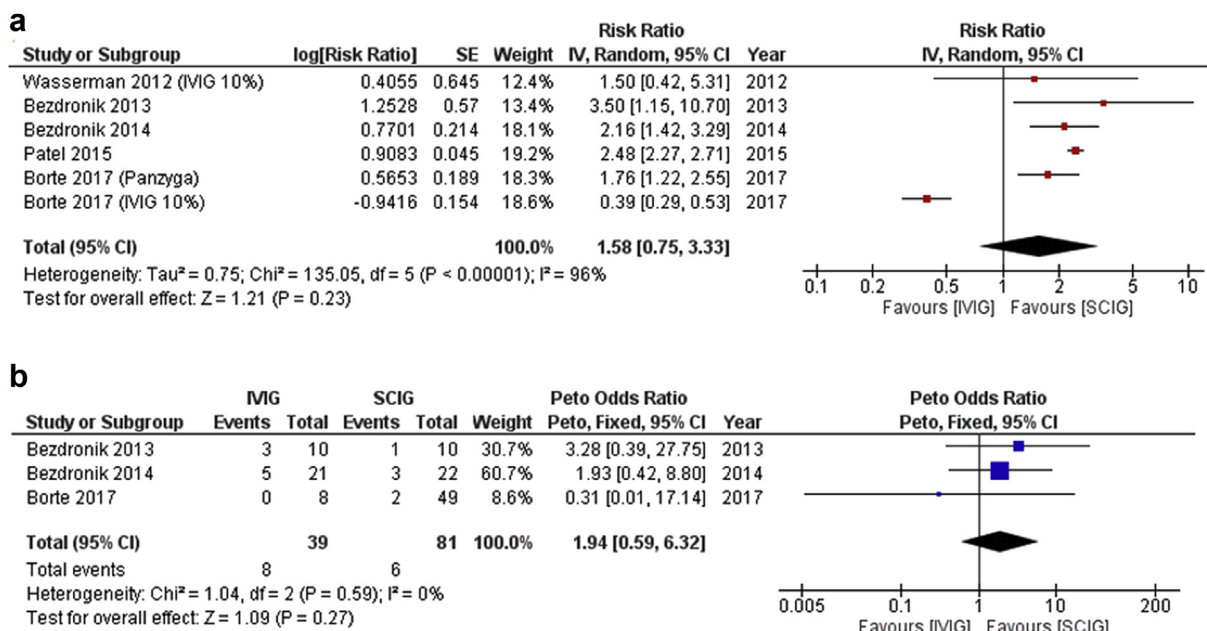 a
Risk Ratio Risk Ratio
Study or Subgroup log[Risk Ratio] SE Weight IV, Random, 95% CI Year IV, Random, 95% CI
Wasserman 2012 (IVIG 10%) 0.4055 0.645 12.4% 1.50 [0.42, 5.31] 2012
Bezdronik 2013 1.2528 0.57 13.4% 3.50 [1.15, 10.70] 2013
Bezdronik 2014 0.7701 0.214 18.1% 2.16 [1.42, 3.29] 2014
Patel 2015 0.9083 0.045 19.2% 2.48 [2.27, 2.71] 2015
Borte 2017 (Panzyga) 0.5653 0.189 18.3% 1.76 [1.22, 2.55] 2017
Borte 2017 (IVIG 10%) -0.9416 0.154 18.6% 0.39 [0.29, 0.53] 2017
Total (95% CI) 100.0% 1.58 [0.75, 3.33]
Heterogeneity: Tau² = 0.75; Chi² = 135.05, df = 5 (P < 0.00001); I² = 96%
Test for overall effect: Z = 1.21 (P = 0.23)
0.1 0.2 0.5 1 2 5 10
Favours [IVIG] Favours [SCIG]
b
IVIG SCIG Peto Odds Ratio Peto Odds Ratio
Study or Subgroup Events Total Events Total Weight Peto, Fixed, 95% CI Year Peto, Fixed, 95% CI
Bezdronik 2013 3 10 1 10 30.7% 3.28 [0.39, 27.75] 2013
Bezdronik 2014 5 21 3 22 60.7% 1.93 [0.42, 8.80] 2014
Borte 2017 0 8 2 49 8.6% 0.31 [0.01, 17.14] 2017
Total (95% CI) 39 81 100.0% 1.94 [0.59, 6.32]
Total events 8 6
Heterogeneity: Chi² = 1.04, df = 2 (P = 0.59); I² = 0%
Test for overall effect: Z = 1.09 (P = 0.27)
0.005 0.1 1 10 200
Favours [IVIG] Favours [SCIG]